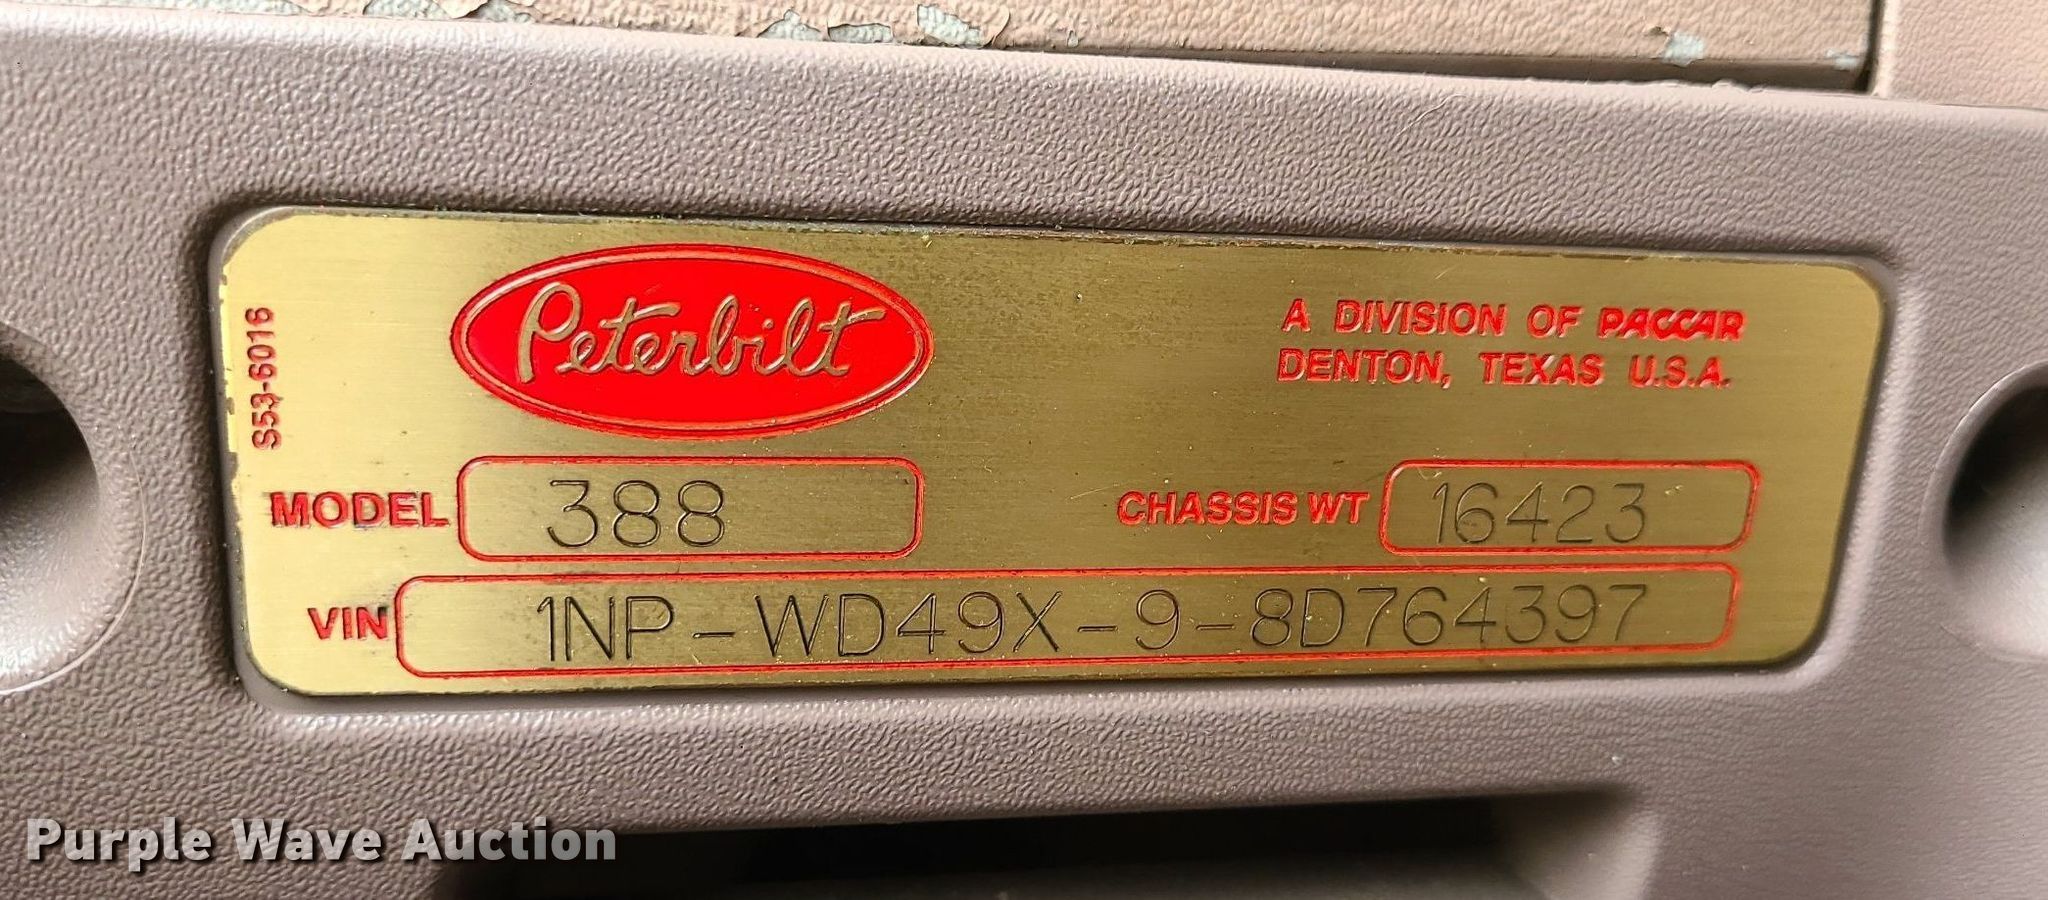 S53-6016
Peterbilt
A DIVISION OF PACCAR
DENTON, TEXAS U.S.A.
MODEL 388
CHASSIS WT 16423
VIN 1NP-WD49X-9-8D764397
Purple Wave Auction